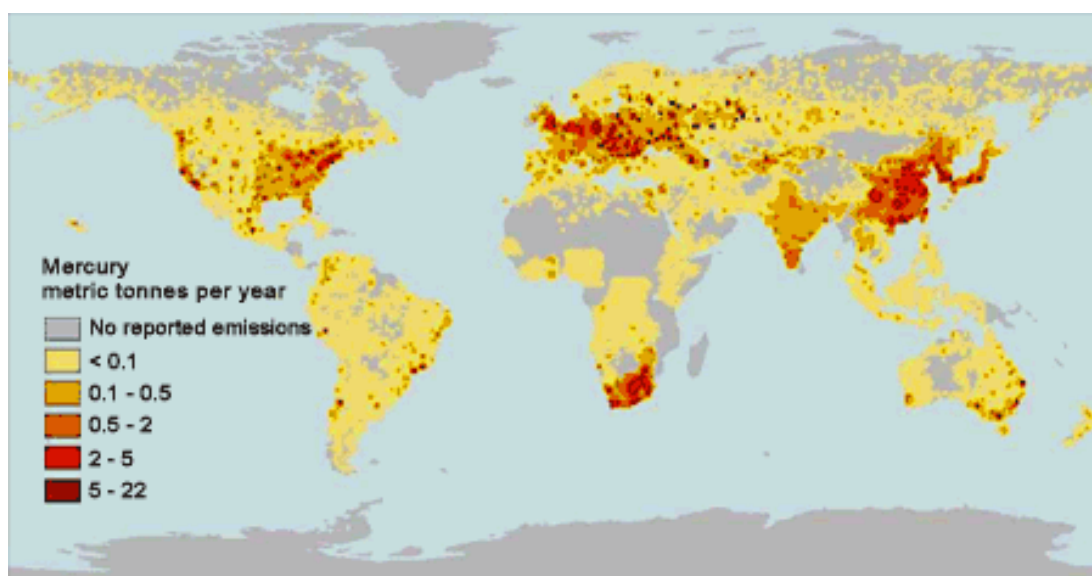 Mercury
metric tonnes per year
No reported emissions
< 0.1
0.1 - 0.5
0.5 - 2
2 - 5
5 - 22